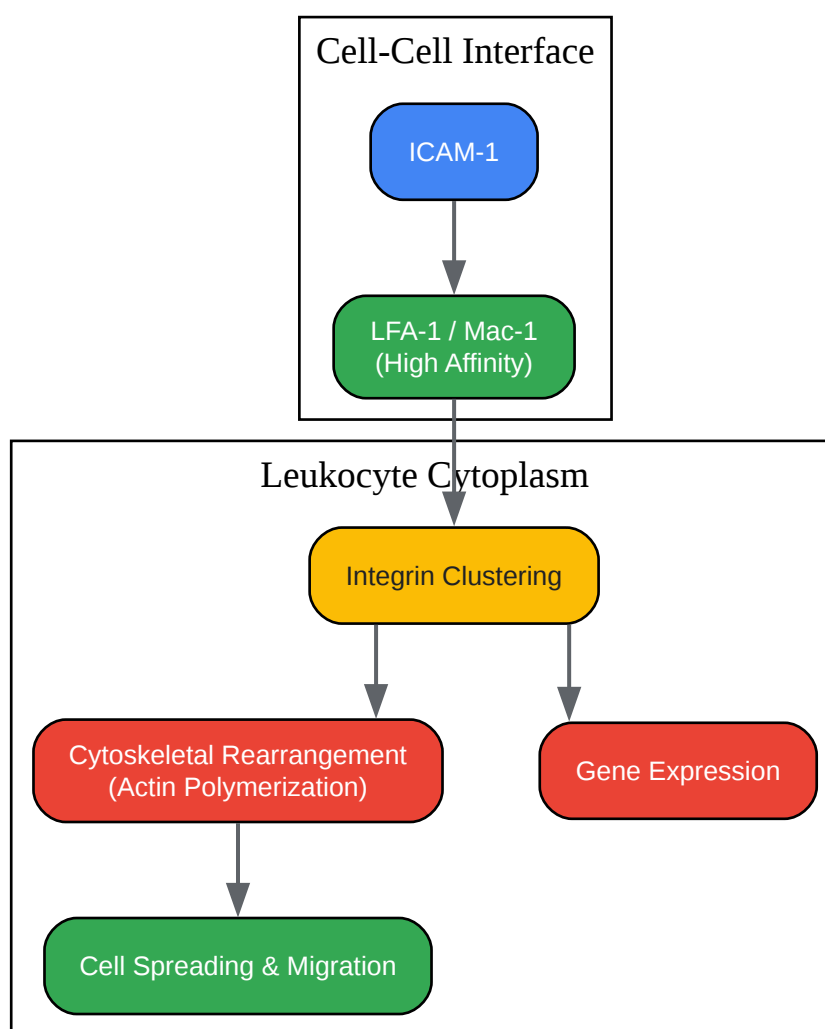 Cell-Cell Interface
ICAM-1
LFA-1 / Mac-1
(High Affinity)
Leukocyte Cytoplasm
Integrin Clustering
Cytoskeletal Rearrangement
(Actin Polymerization)
Gene Expression
Cell Spreading & Migration